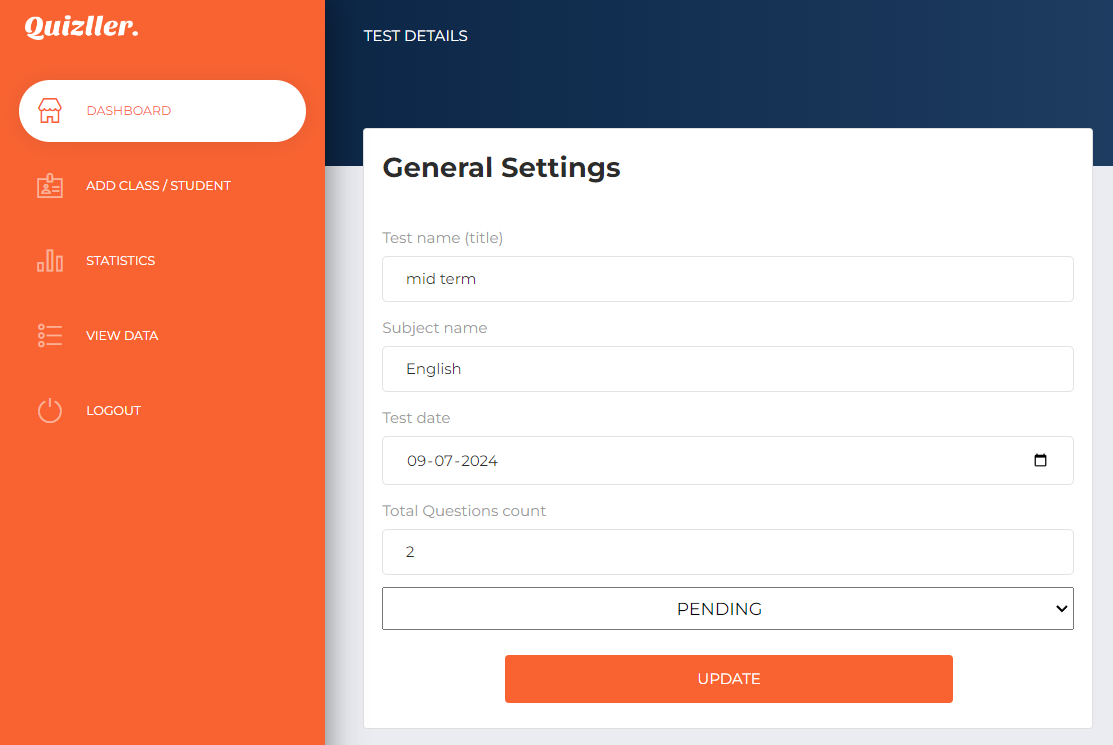 Quizller.
DASHBOARD
ADD CLASS / STUDENT
STATISTICS
VIEW DATA
LOGOUT
TEST DETAILS
General Settings
Test name (title)
mid term
Subject name
English
Test date
09-07-2024
Total Questions count
2
PENDING
UPDATE